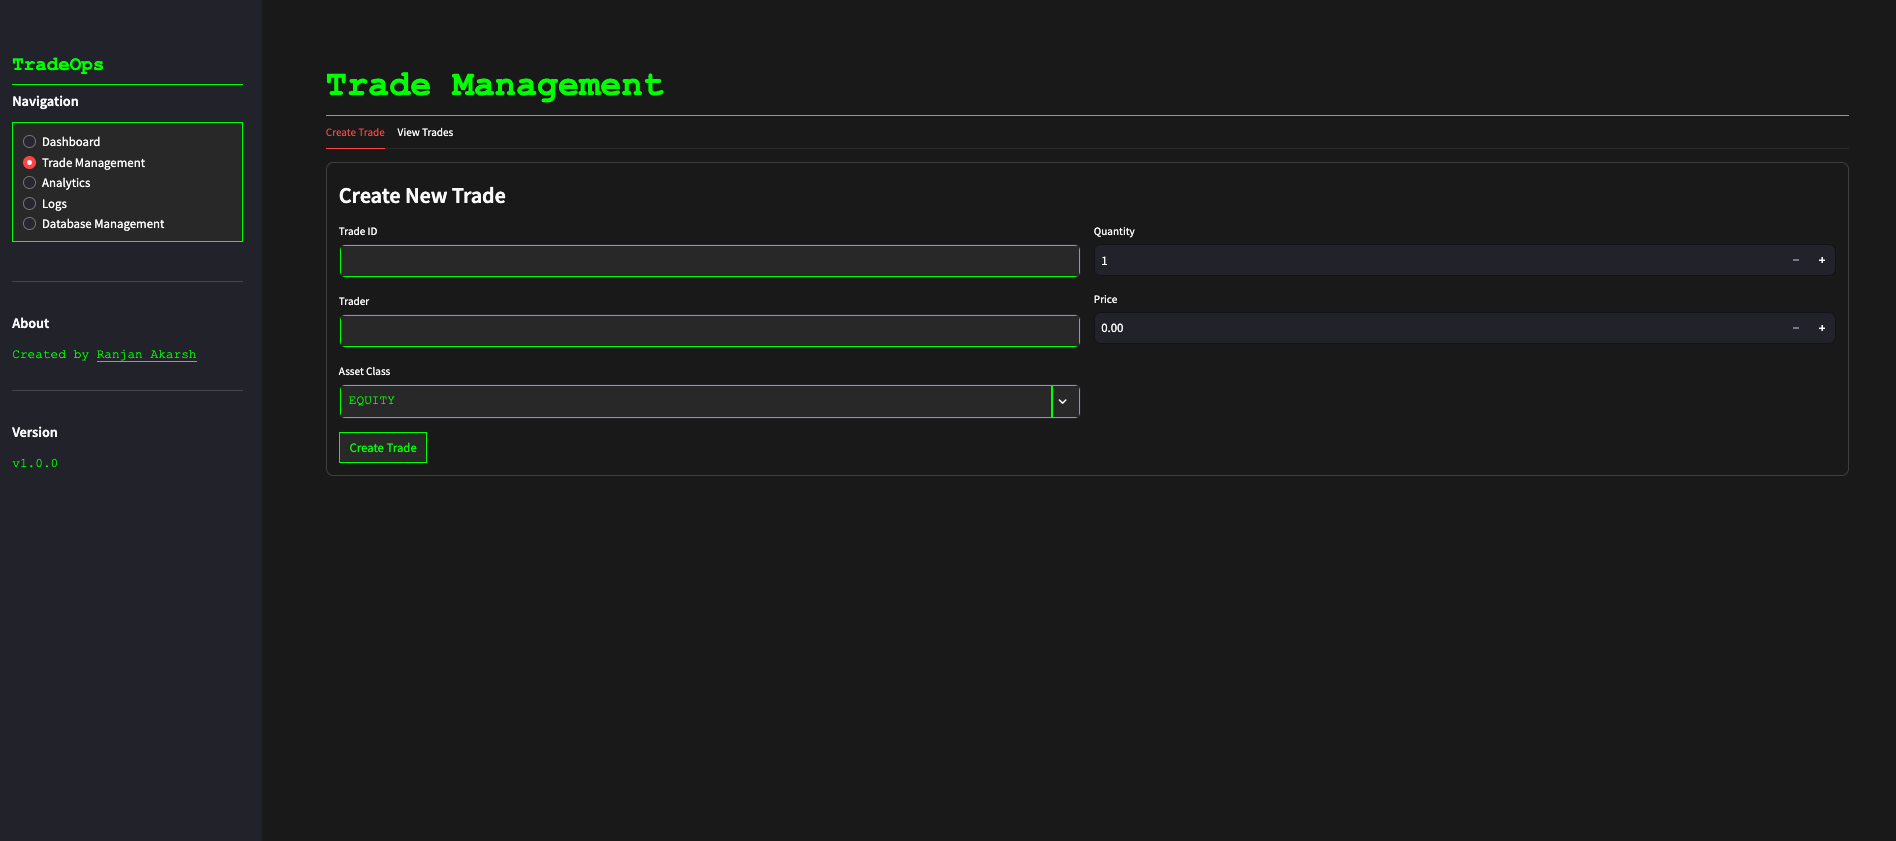 TradeOps
Navigation
Dashboard
Trade Management
Analytics
Logs
Database Management
About
Created by Ranjan Akarsh
Version
v1.0.0
Trade Management
Create Trade View Trades
Create New Trade
Trade ID
Quantity
1
Trader
Price
0.00
Asset Class
EQUITY
Create Trade